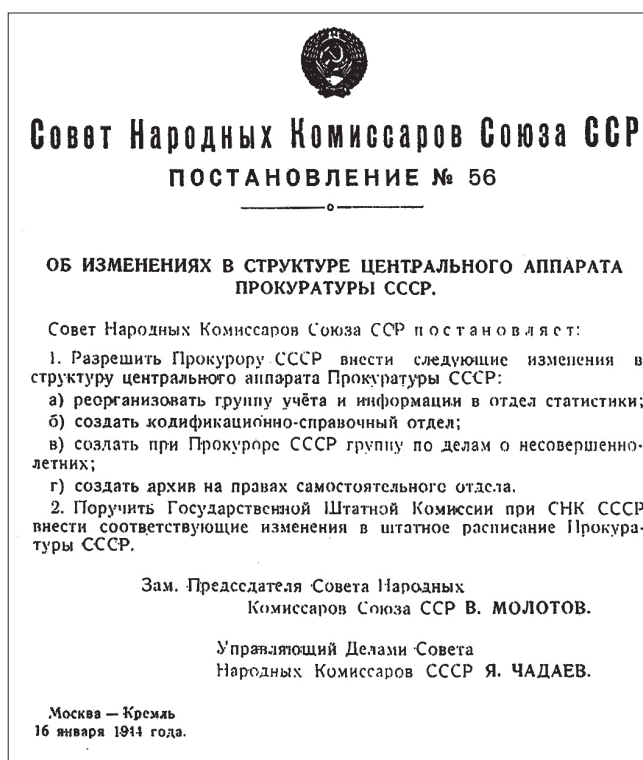 Совет Народных Комиссаров Союза ССР
ПОСТАНОВЛЕНИЕ № 56
ОБ ИЗМЕНЕНИЯХ В СТРУКТУРЕ ЦЕНТРАЛЬНОГО АППАРАТА
ПРОКУРАТУРЫ СССР.
Совет Народных Комиссаров Союза ССР постановляет:
1. Разрешить Прокурору СССР внести следующие изменения в
структуру центрального аппарата Прокуратуры СССР:
а) реорганизовать группу учёта и информации в отдел статистики;
б) создать кодификационно-справочный отдел;
в) создать при Прокуроре СССР группу по делам о несовершенно-
летних;
г) создать архив на правах самостоятельного отдела.
2. Поручить Государственной Штатной Комиссии при СНК СССР
внести соответствующие изменения в штатное расписание Прокура-
туры СССР.
Зам. Председателя Совета Народных
Комиссаров Союза ССР В. МОЛОТОВ.
Управляющий Делами Совета
Народных Комиссаров СССР Я. ЧАДАЕВ.
Москва — Кремль
16 января 1944 года.